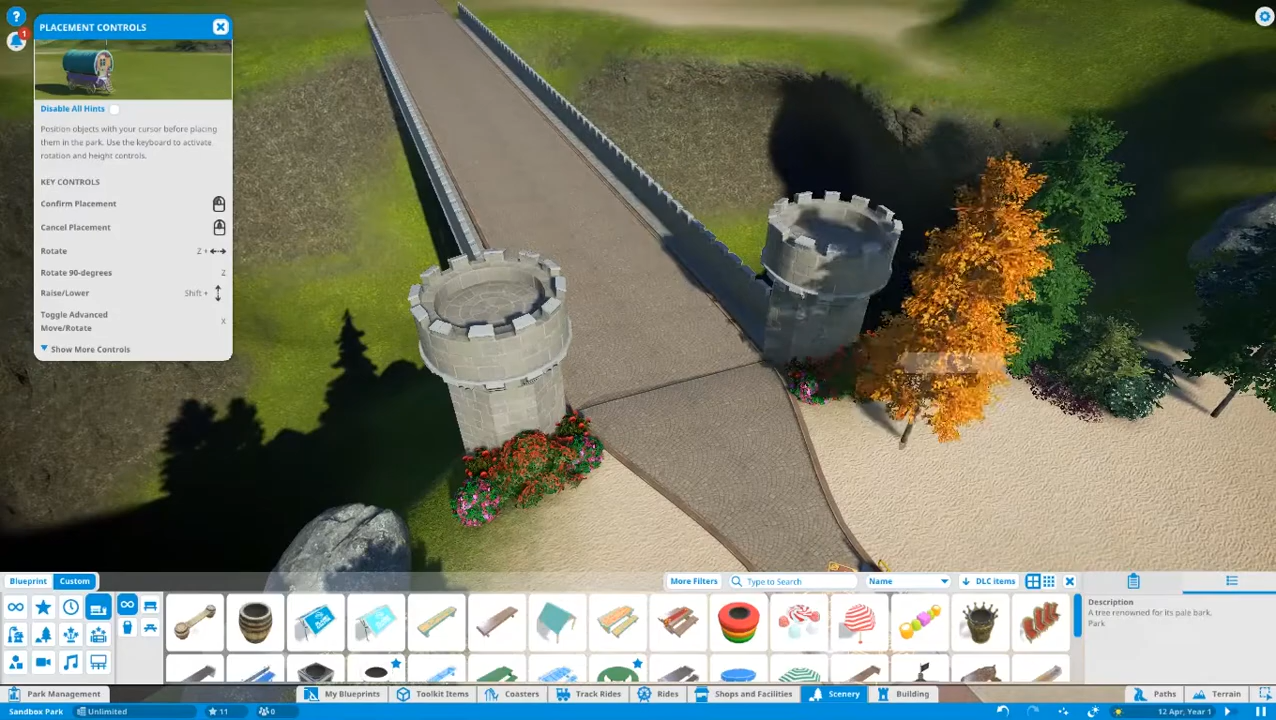 ?
1
PLACEMENT CONTROLS
Disable All Hints
Position objects with your cursor before placing
them in the park. Use the keyboard to activate
rotation and height controls.
KEY CONTROLS
Confirm Placement
Cancel Placement
Rotate Z +
Rotate 90-degrees Z
Raise/Lower Shift +
Toggle Advanced
Move/Rotate X
Show More Controls
Blueprint Custom More Filters Type to Search Name DLC items
Description
A tree renowned for its pale bark.
Park
Park Management My Blueprints Toolkit Items Coasters Track Rides Rides Shops and Facilities Scenery Building Paths Terrain
Sandbox Park Unlimited 11 0 12 Apr, Year 1